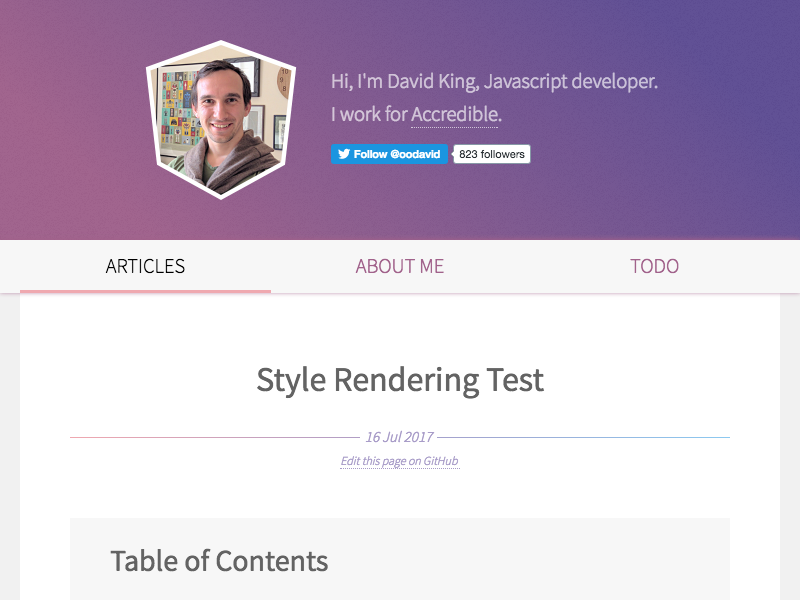 Hi, I'm David King, Javascript developer.
I work for Accredible.
Follow @oodavid
823 followers
ARTICLES
ABOUT ME
TODO
Style Rendering Test
16 Jul 2017
Edit this page on GitHub
Table of Contents